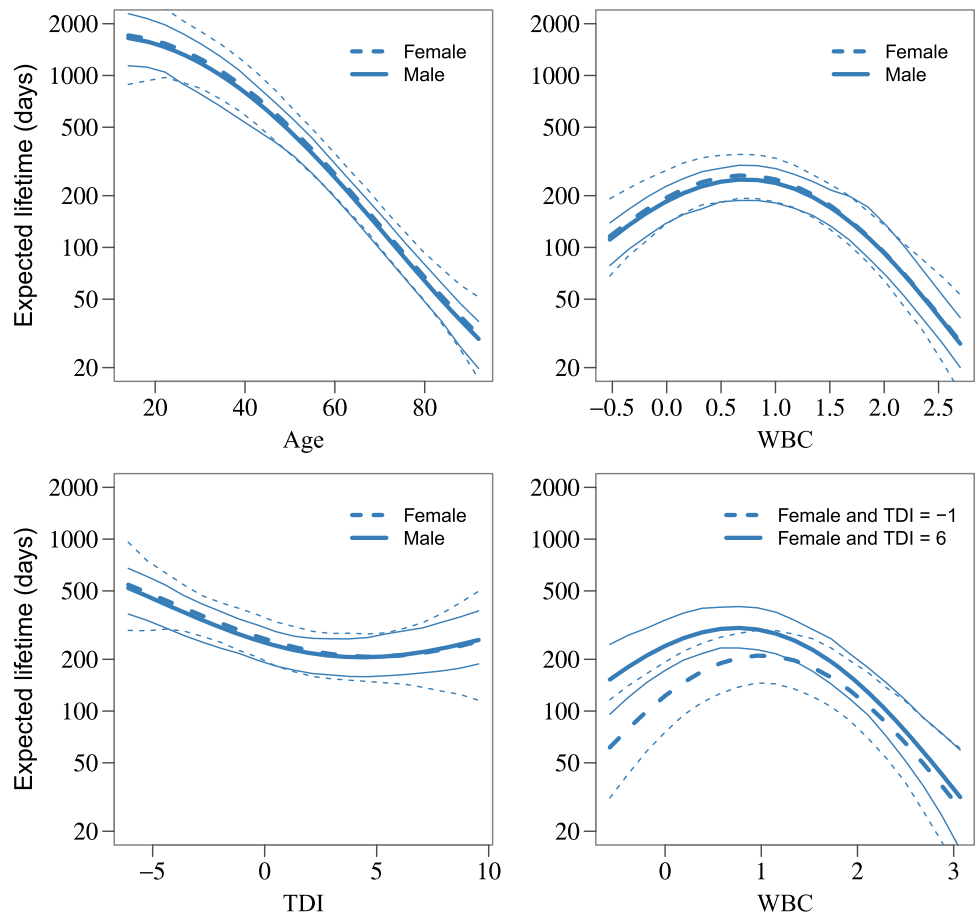 Expected lifetime (days)
2000
1000
500
200
100
50
20
Female
Male
20 40 60 80
Age
Female
Male
2000
1000
500
200
100
50
20
−0.5 0.0 0.5 1.0 1.5 2.0 2.5
WBC
Expected lifetime (days)
2000
1000
500
200
100
50
20
Female
Male
−5 0 5 10
TDI
2000
1000
500
200
100
50
20
Female and TDI = −1
Female and TDI = 6
0 1 2 3
WBC